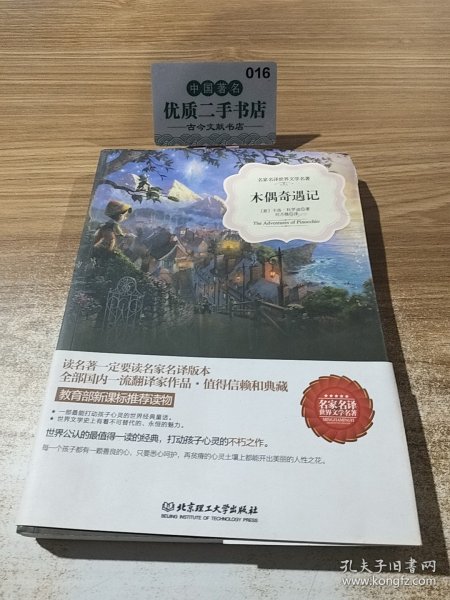 016
中国著名
优质二手书店
古今文献书店
名家名译世界文学名著
木偶奇遇记
The Adventures of Pinocchio
读名著一定要读名家名译版本
全部国内一流翻译家作品·值得信赖和典藏
教育部新课标推荐读物
一部最能打动孩子心灵的世界经典童话。
世界文学史上有着不可替代的、永恒的魅力。
世界公认的最值得一读的经典，打动孩子心灵的不朽之作。
每一个孩子都有一颗善良的心，只要悉心呵护，再贫瘠的心灵土壤上都能开出美丽的人性之花。
名家名译
世界文学名著
MINGJIAMINGYI
北京理工大学出版社
BEIJING INSTITUTE OF TECHNOLOGY PRESS
孔夫子旧书网
www.kongfz.com